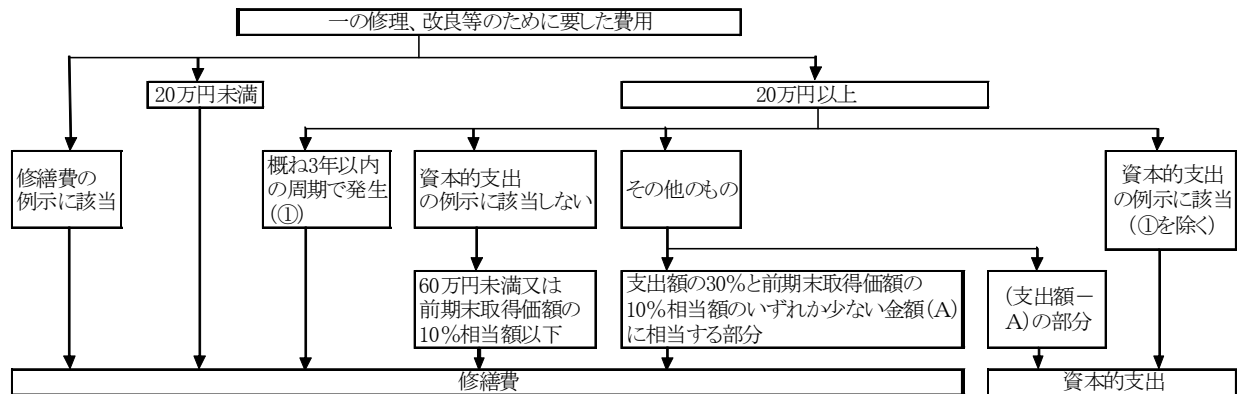 一の修理、改良等のために要した費用
20万円未満
20万円以上
修繕費の
例示に該当
概ね3年以内
の周期で発生
(①)
資本的支出
の例示に該当しない
その他のもの
資本的支出
の例示に該当
(①を除く)
60万円未満又は
前期末取得価額の
10%相当額以下
支出額の30%と前期末取得価額の
10%相当額のいずれか少ない金額(A)
に相当する部分
(支出額－
A)の部分
修繕費
資本的支出